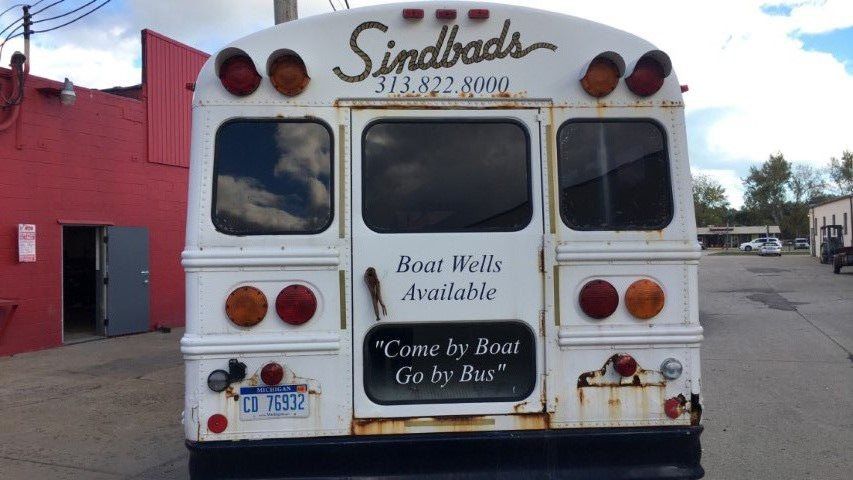 Sindbads
313.822.8000
Boat Wells
Available
"Come by Boat
Go by Bus"
MICHIGAN
CD 76932